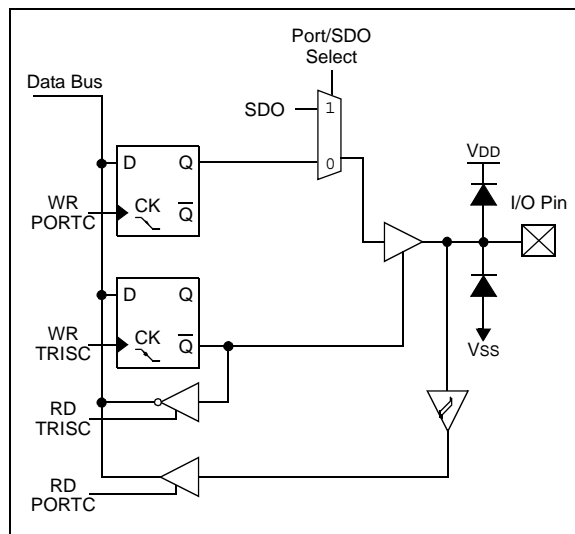 Port/SDO
Select
Data Bus
SDO
1
0
D
Q
WR
PORTC
CK
Q
VDD
I/O Pin
D
Q
WR
TRISC
CK
Q
VSS
RD
TRISC
RD
PORTC